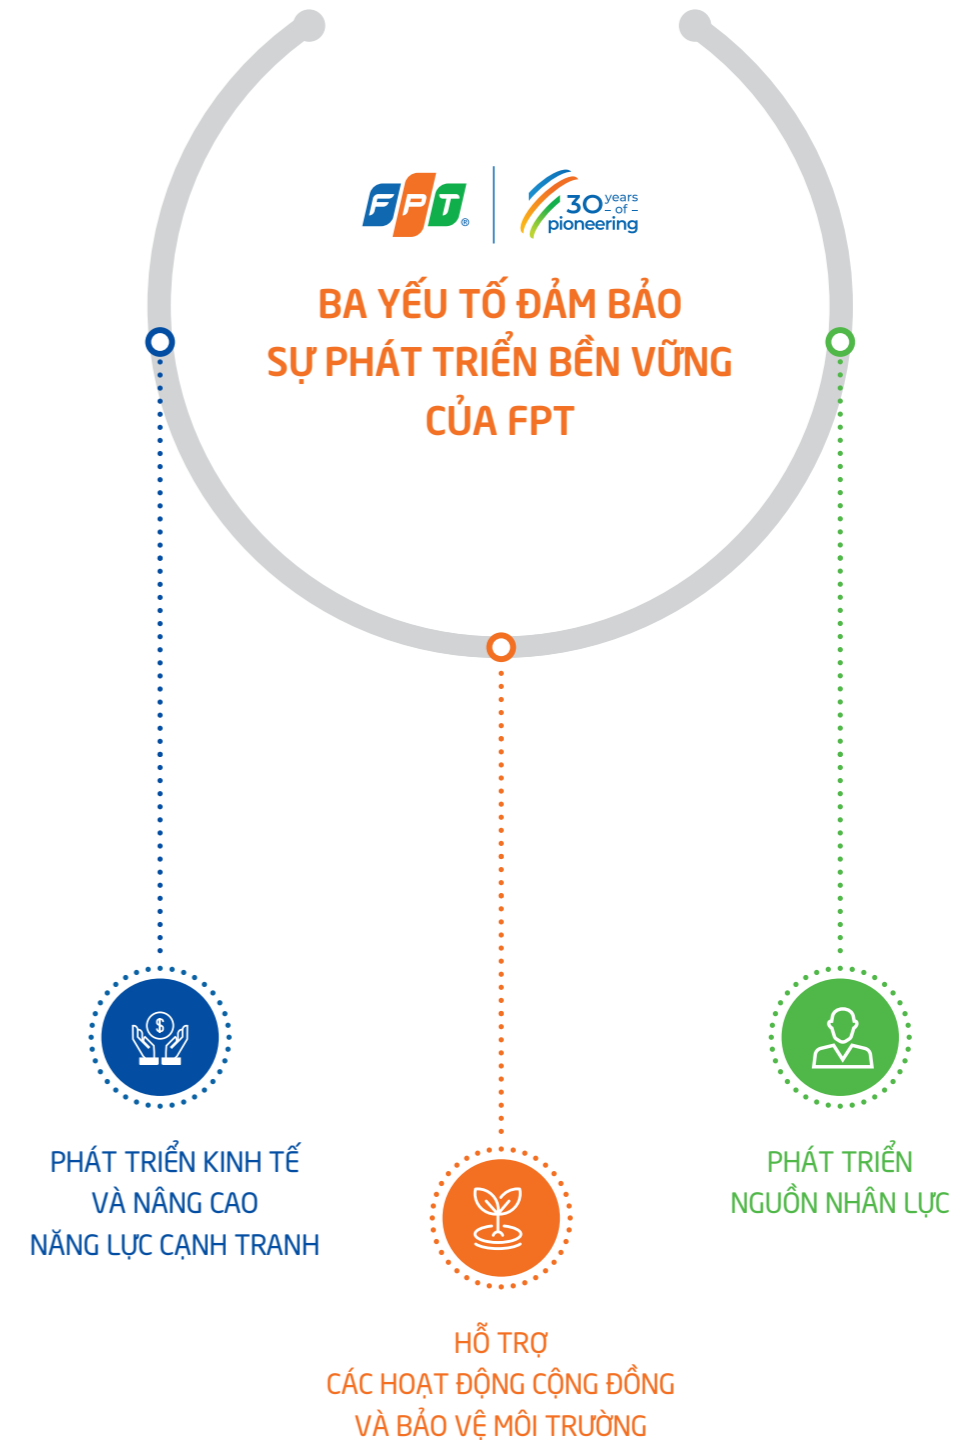 FPT®
30 years
- of -
pioneering
BA YẾU TỐ ĐẢM BẢO
SỰ PHÁT TRIỂN BỀN VỮNG
CỦA FPT
$
PHÁT TRIỂN KINH TẾ
VÀ NÂNG CAO
NĂNG LỰC CẠNH TRANH
HỖ TRỢ
CÁC HOẠT ĐỘNG CỘNG ĐỒNG
VÀ BẢO VỆ MÔI TRƯỜNG
PHÁT TRIỂN
NGUỒN NHÂN LỰC